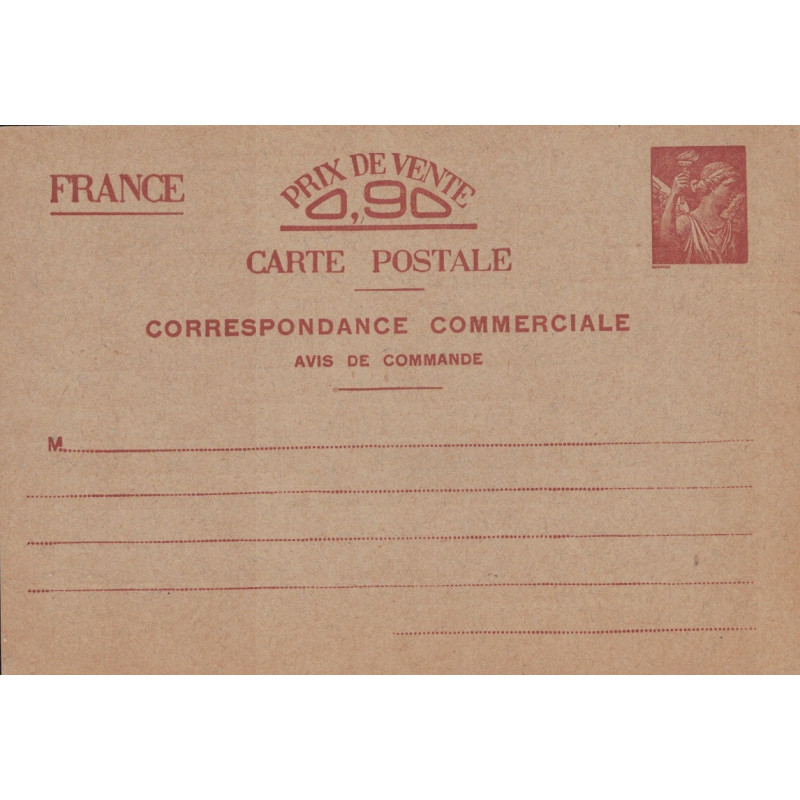 FRANCE
PRIX DE VENTE
0,90
CARTE POSTALE
CORRESPONDANCE COMMERCIALE
AVIS DE COMMANDE
M